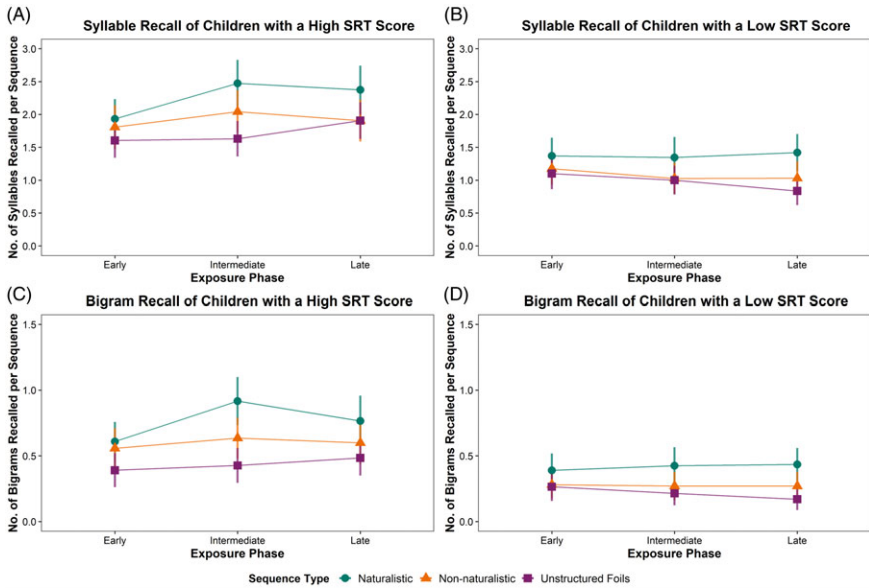 (A)
Syllable Recall of Children with a High SRT Score
No. of Syllables Recalled per Sequence
3.0
2.5
2.0
1.5
1.0
0.5
0.0
Early Intermediate Late
Exposure Phase
(B)
Syllable Recall of Children with a Low SRT Score
No. of Syllables Recalled per Sequence
3.0
2.5
2.0
1.5
1.0
0.5
0.0
Early Intermediate Late
Exposure Phase
(C)
Bigram Recall of Children with a High SRT Score
No. of Bigrams Recalled per Sequence
1.5
1.0
0.5
0.0
Early Intermediate Late
Exposure Phase
(D)
Bigram Recall of Children with a Low SRT Score
No. of Bigrams Recalled per Sequence
1.5
1.0
0.5
0.0
Early Intermediate Late
Exposure Phase
Sequence Type Naturalistic Non-naturalistic Unstructured Foils